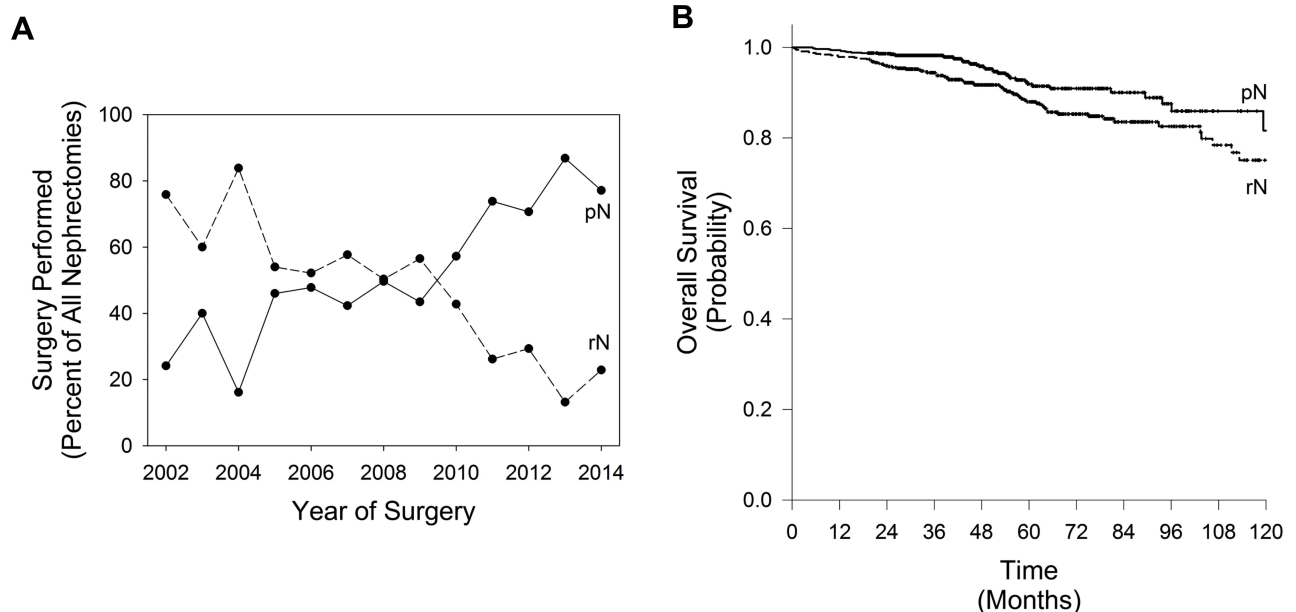 A
Surgery Performed
(Percent of All Nephrectomies)
100
80
60
40
20
0
pN
rN
2002 2004 2006 2008 2010 2012 2014
Year of Surgery
B
Overall Survival
(Probability)
1.0
0.8
0.6
0.4
0.2
0.0
pN
rN
0 12 24 36 48 60 72 84 96 108 120
Time
(Months)